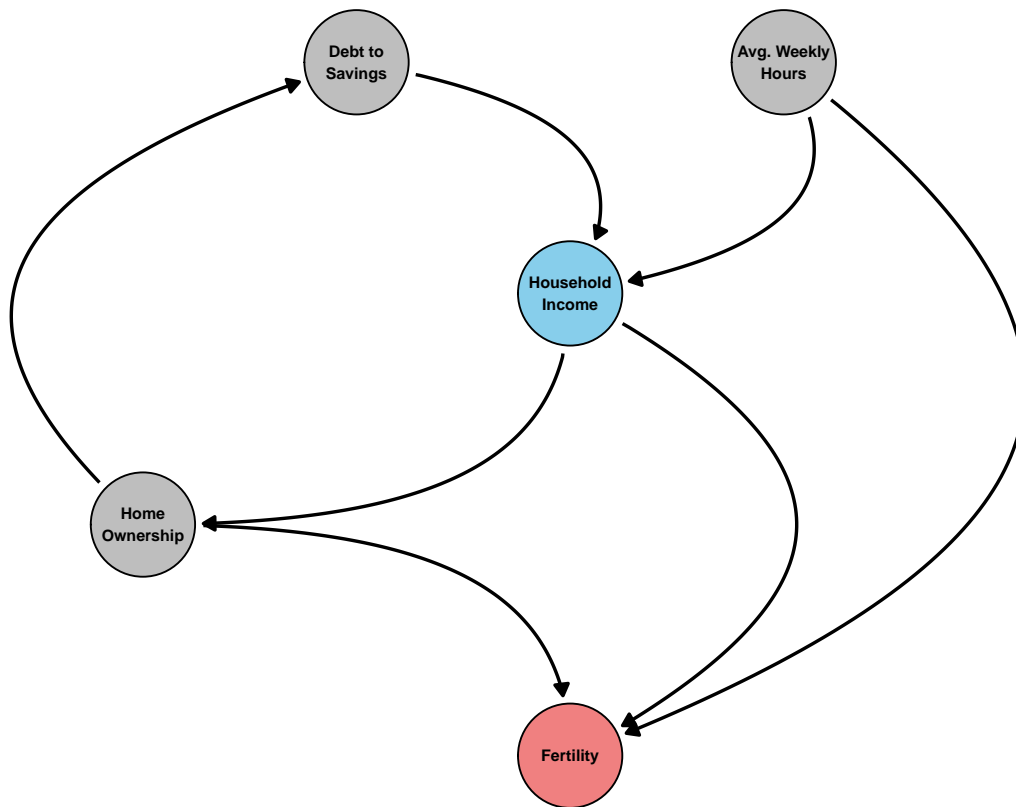 Debt to
Savings
Avg. Weekly
Hours
Household
Income
Home
Ownership
Fertility